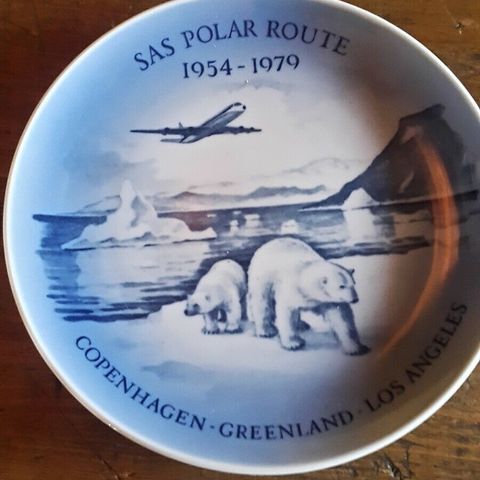 SAS POLAR ROUTE
1954-1979
COPENHAGEN-GREENLAND-LOS ANGELES